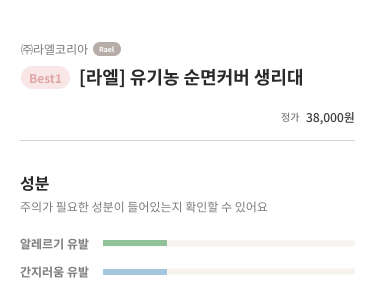 ㈜라엘코리아 Rael
Best1 [라엘] 유기농 순면커버 생리대
정가 38,000원
성분
주의가 필요한 성분이 들어있는지 확인할 수 있어요
알레르기 유발
간지러움 유발